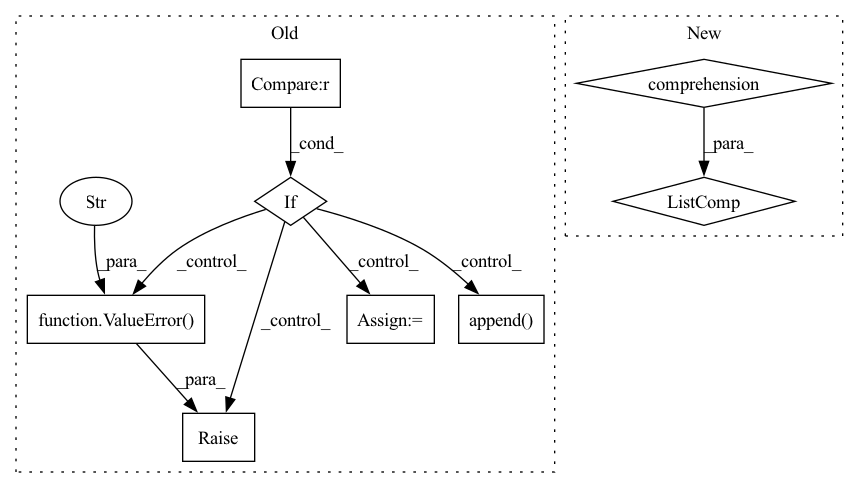 Old
New
Compare:r
comprehension
_cond_
_para_
Str
If
ListComp
_para_
_control_
_control_
_control_
function.ValueError()
_control_
Assign:=
append()
_para_
Raise